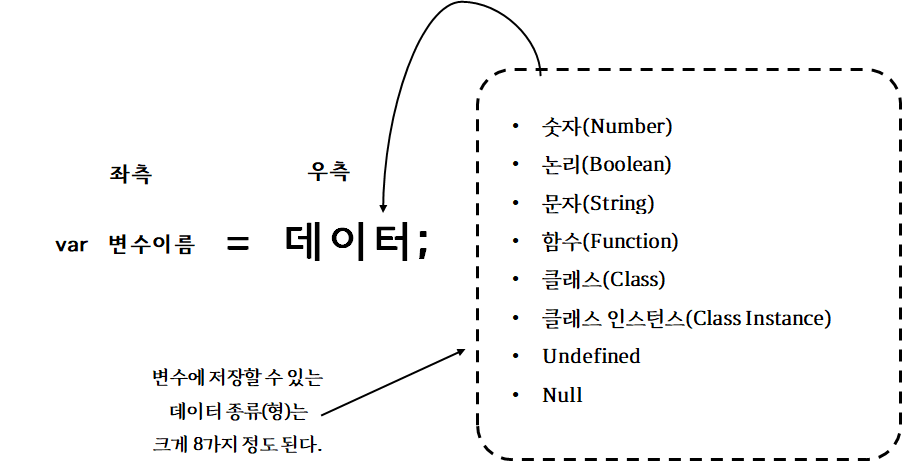 좌측
우측
var 변수이름 = 데이터;
변수에 저장할 수 있는
데이터 종류(형)는
크게 8가지 정도 된다.
• 숫자(Number)
• 논리(Boolean)
• 문자(String)
• 함수(Function)
• 클래스(Class)
• 클래스 인스턴스(Class Instance)
• Undefined
• Null